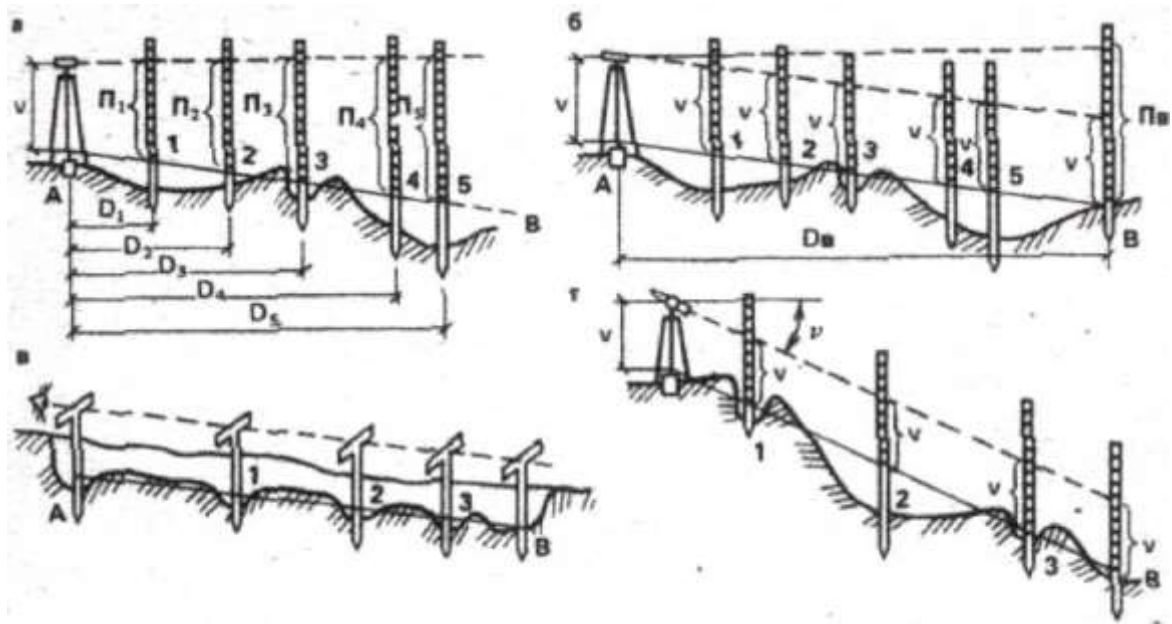 а
v П₁ П₂ П₃ П₄ П₅
1 2 3 4 5
A B
D₁
D₂
D₃
D₄
D₅
б
v v v v v v v Пв
1 2 3 4 5
A B
Dв
в
1 2 3
A B
г
v ν v v v v
1 2 3
B